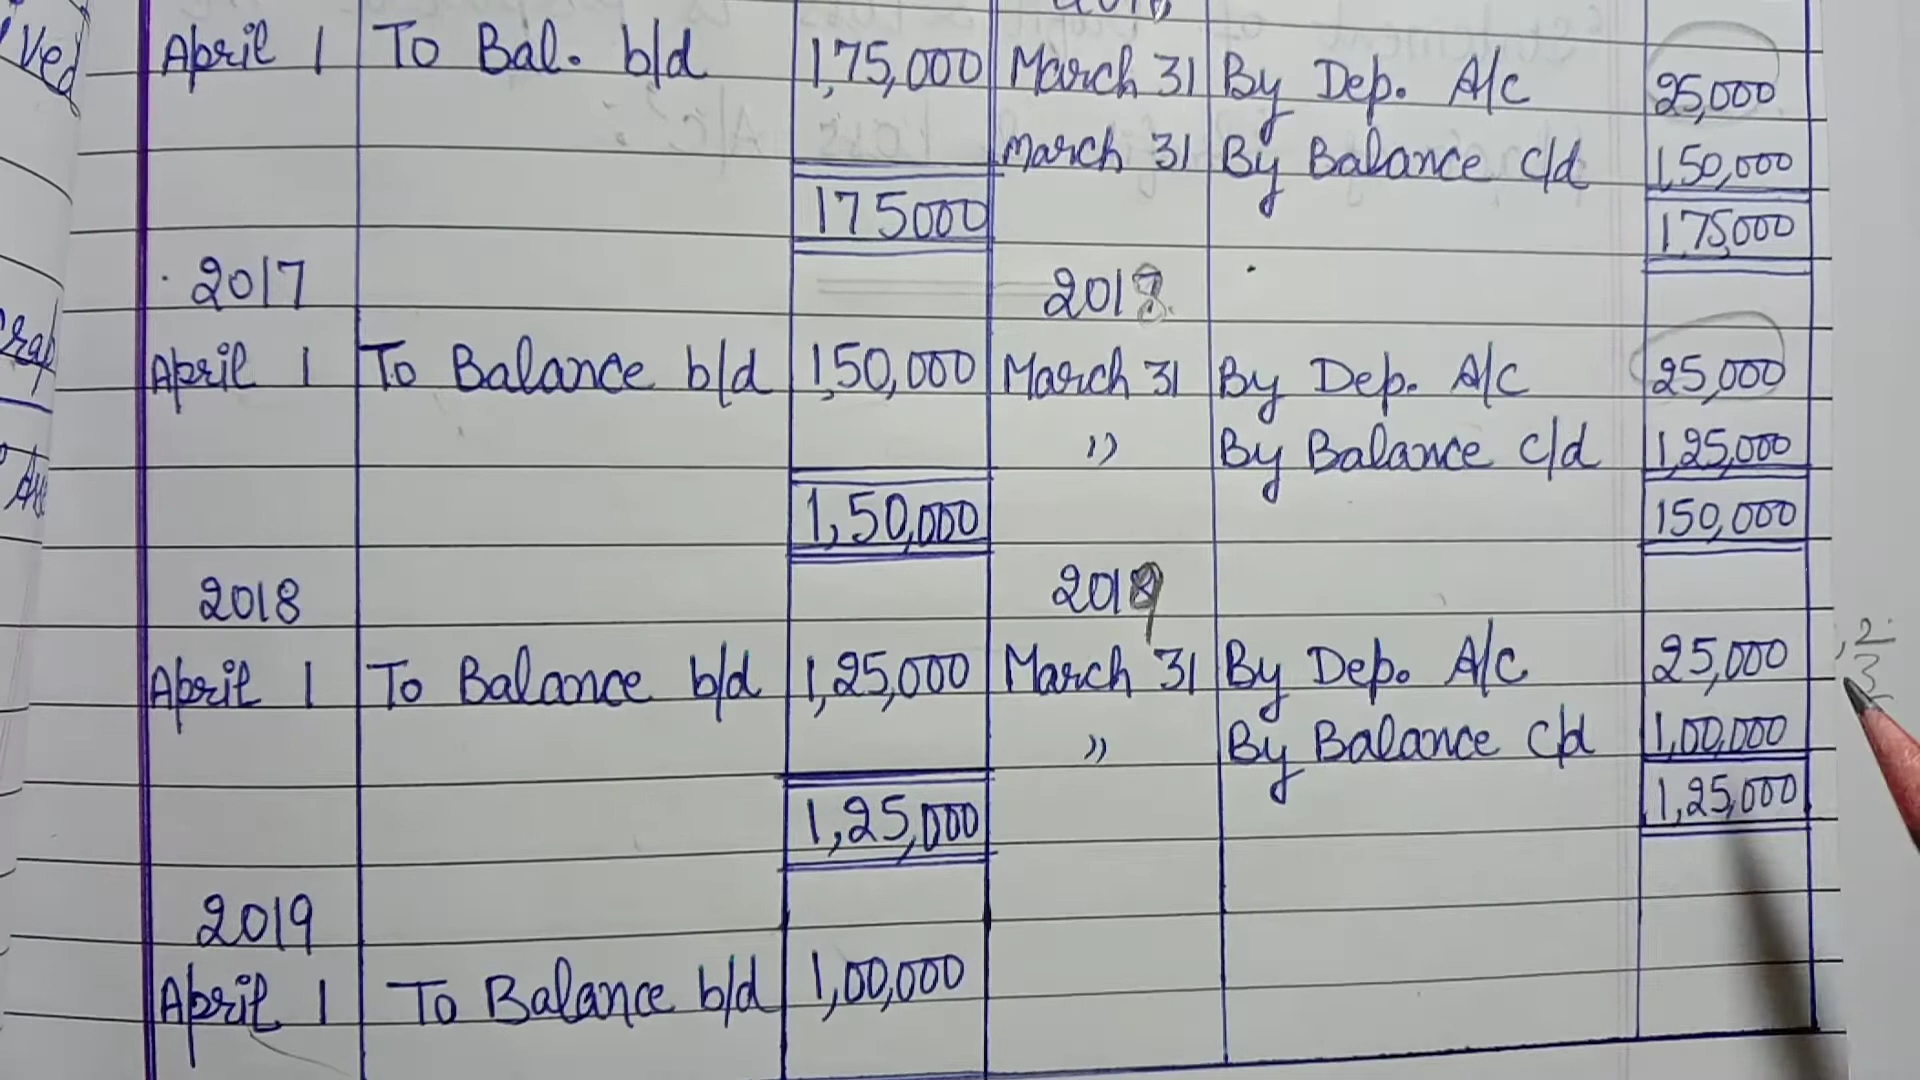 April 1 To Bal. b/d 1,75,000 March 31 By Dep. A/c 25,000
March 31 By Balance c/d 1,50,000
175000 1,75,000
2017 2018
April 1 To Balance b/d 1,50,000 March 31 By Dep. A/c 25,000
" By Balance c/d 1,25,000
1,50,000 150,000
2018 2019
April 1 To Balance b/d 1,25,000 March 31 By Dep. A/c 25,000
" By Balance c/d 1,00,000
1,25,000 1,25,000
2019
April 1 To Balance b/d 1,00,000
2
3